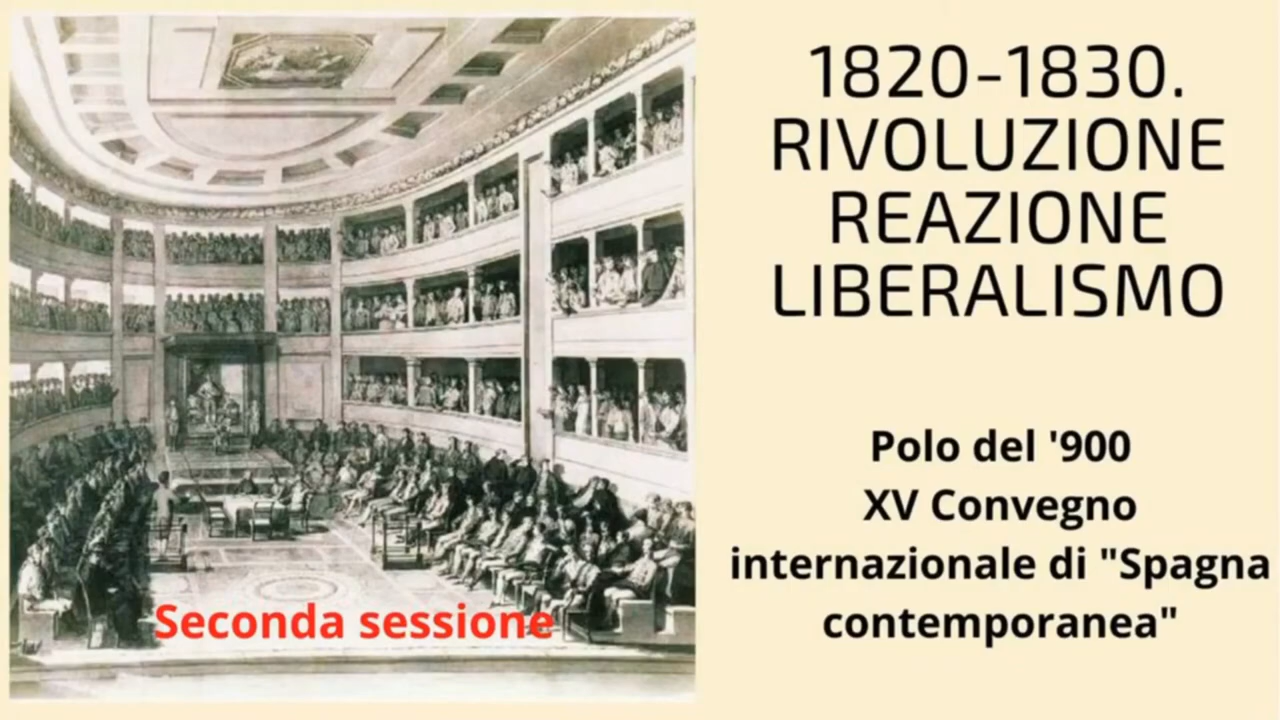 1820-1830.
RIVOLUZIONE
REAZIONE
LIBERALISMO
Polo del '900
XV Convegno
internazionale di "Spagna
contemporanea"
Seconda sessione